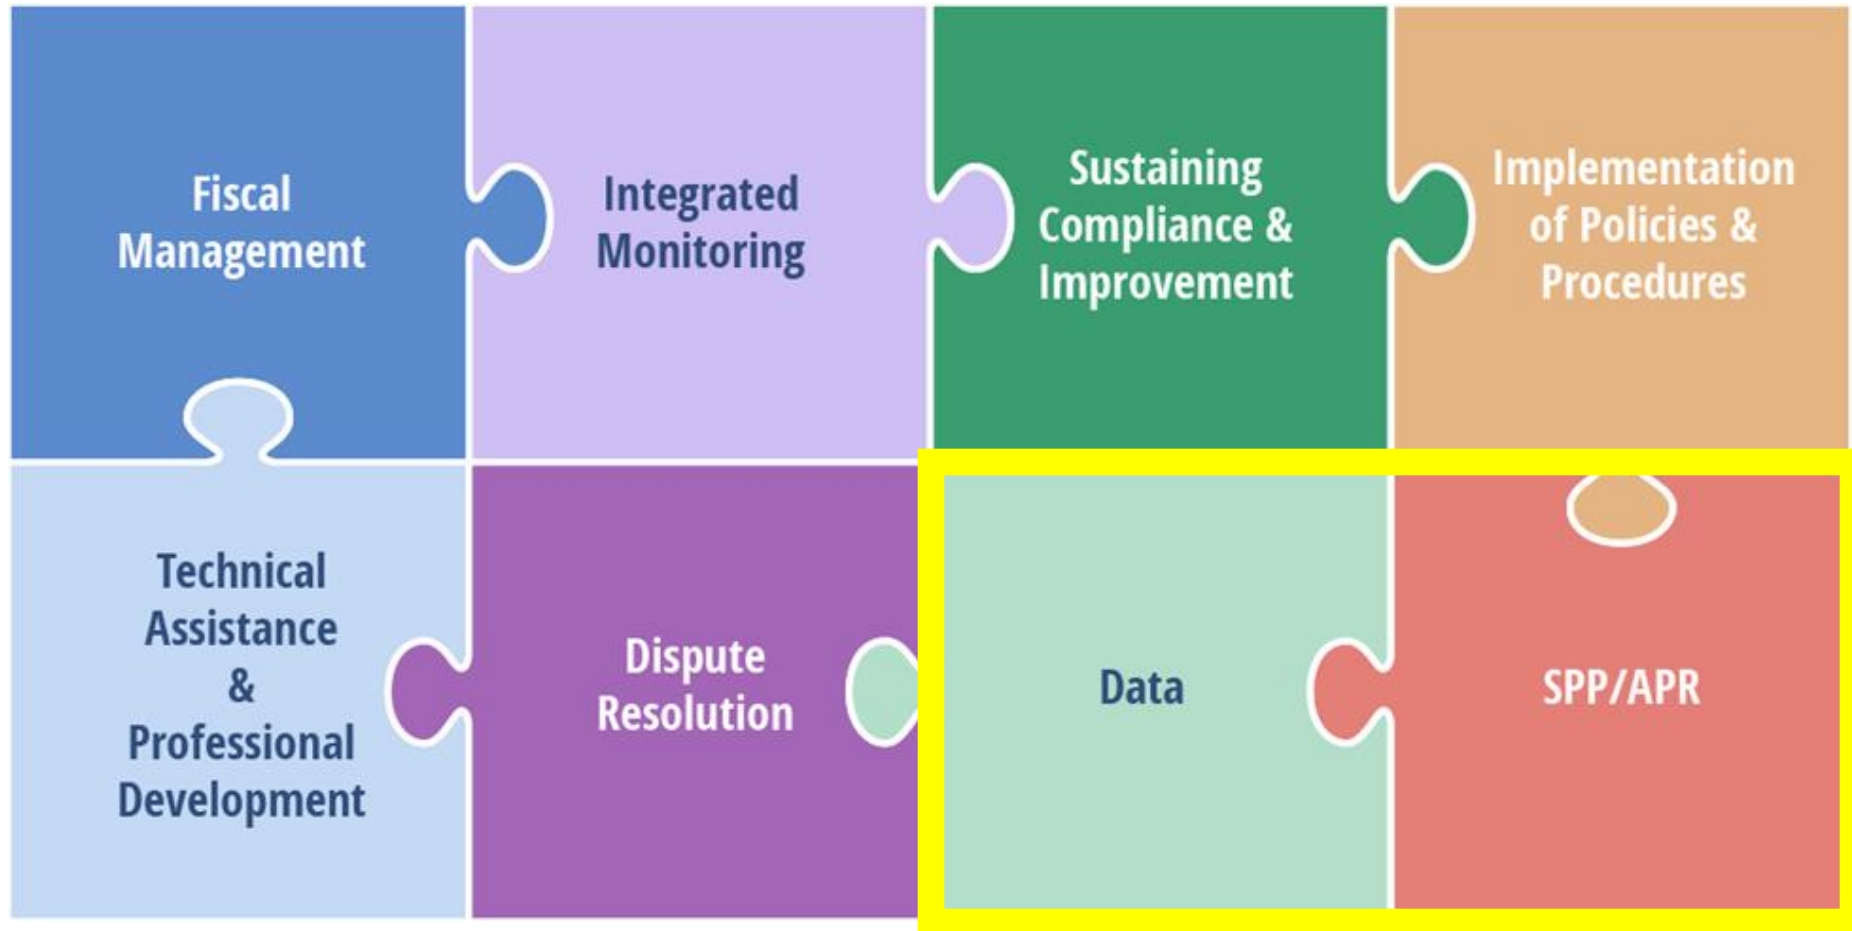 Fiscal
Management
Integrated
Monitoring
Sustaining
Compliance &
Improvement
Implementation
of Policies &
Procedures
Technical
Assistance
&
Professional
Development
Dispute
Resolution
Data
SPP/APR